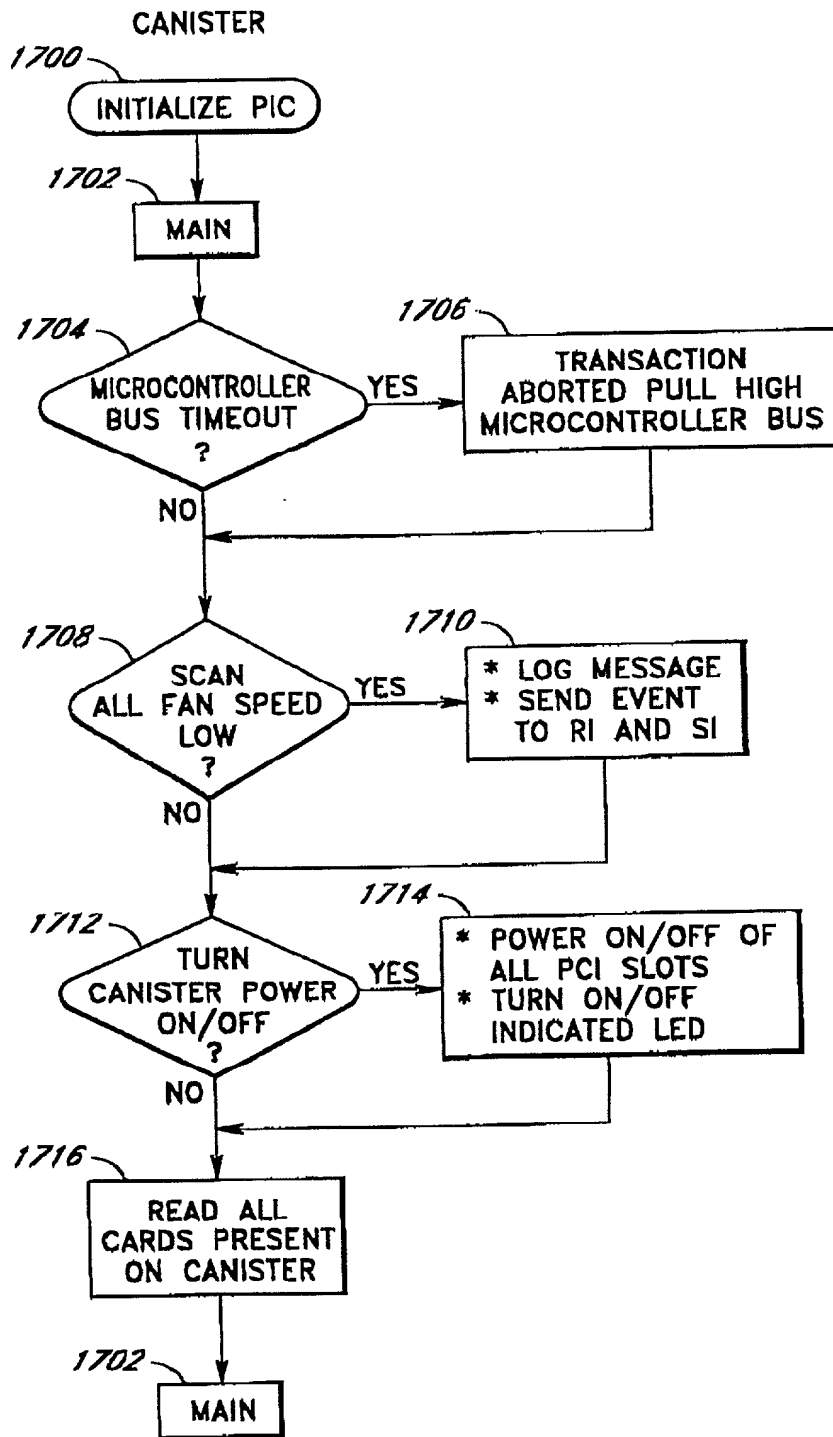 CANISTER
1700
INITIALIZE PIC
1702
MAIN
1704
MICROCONTROLLER
BUS TIMEOUT
?
YES
NO
1706
TRANSACTION
ABORTED PULL HIGH
MICROCONTROLLER BUS
1708
SCAN
ALL FAN SPEED
LOW
?
YES
NO
1710
* LOG MESSAGE
* SEND EVENT
TO RI AND SI
1712
TURN
CANISTER POWER
ON/OFF
?
YES
NO
1714
* POWER ON/OFF OF
ALL PCI SLOTS
* TURN ON/OFF
INDICATED LED
1716
READ ALL
CARDS PRESENT
ON CANISTER
1702
MAIN